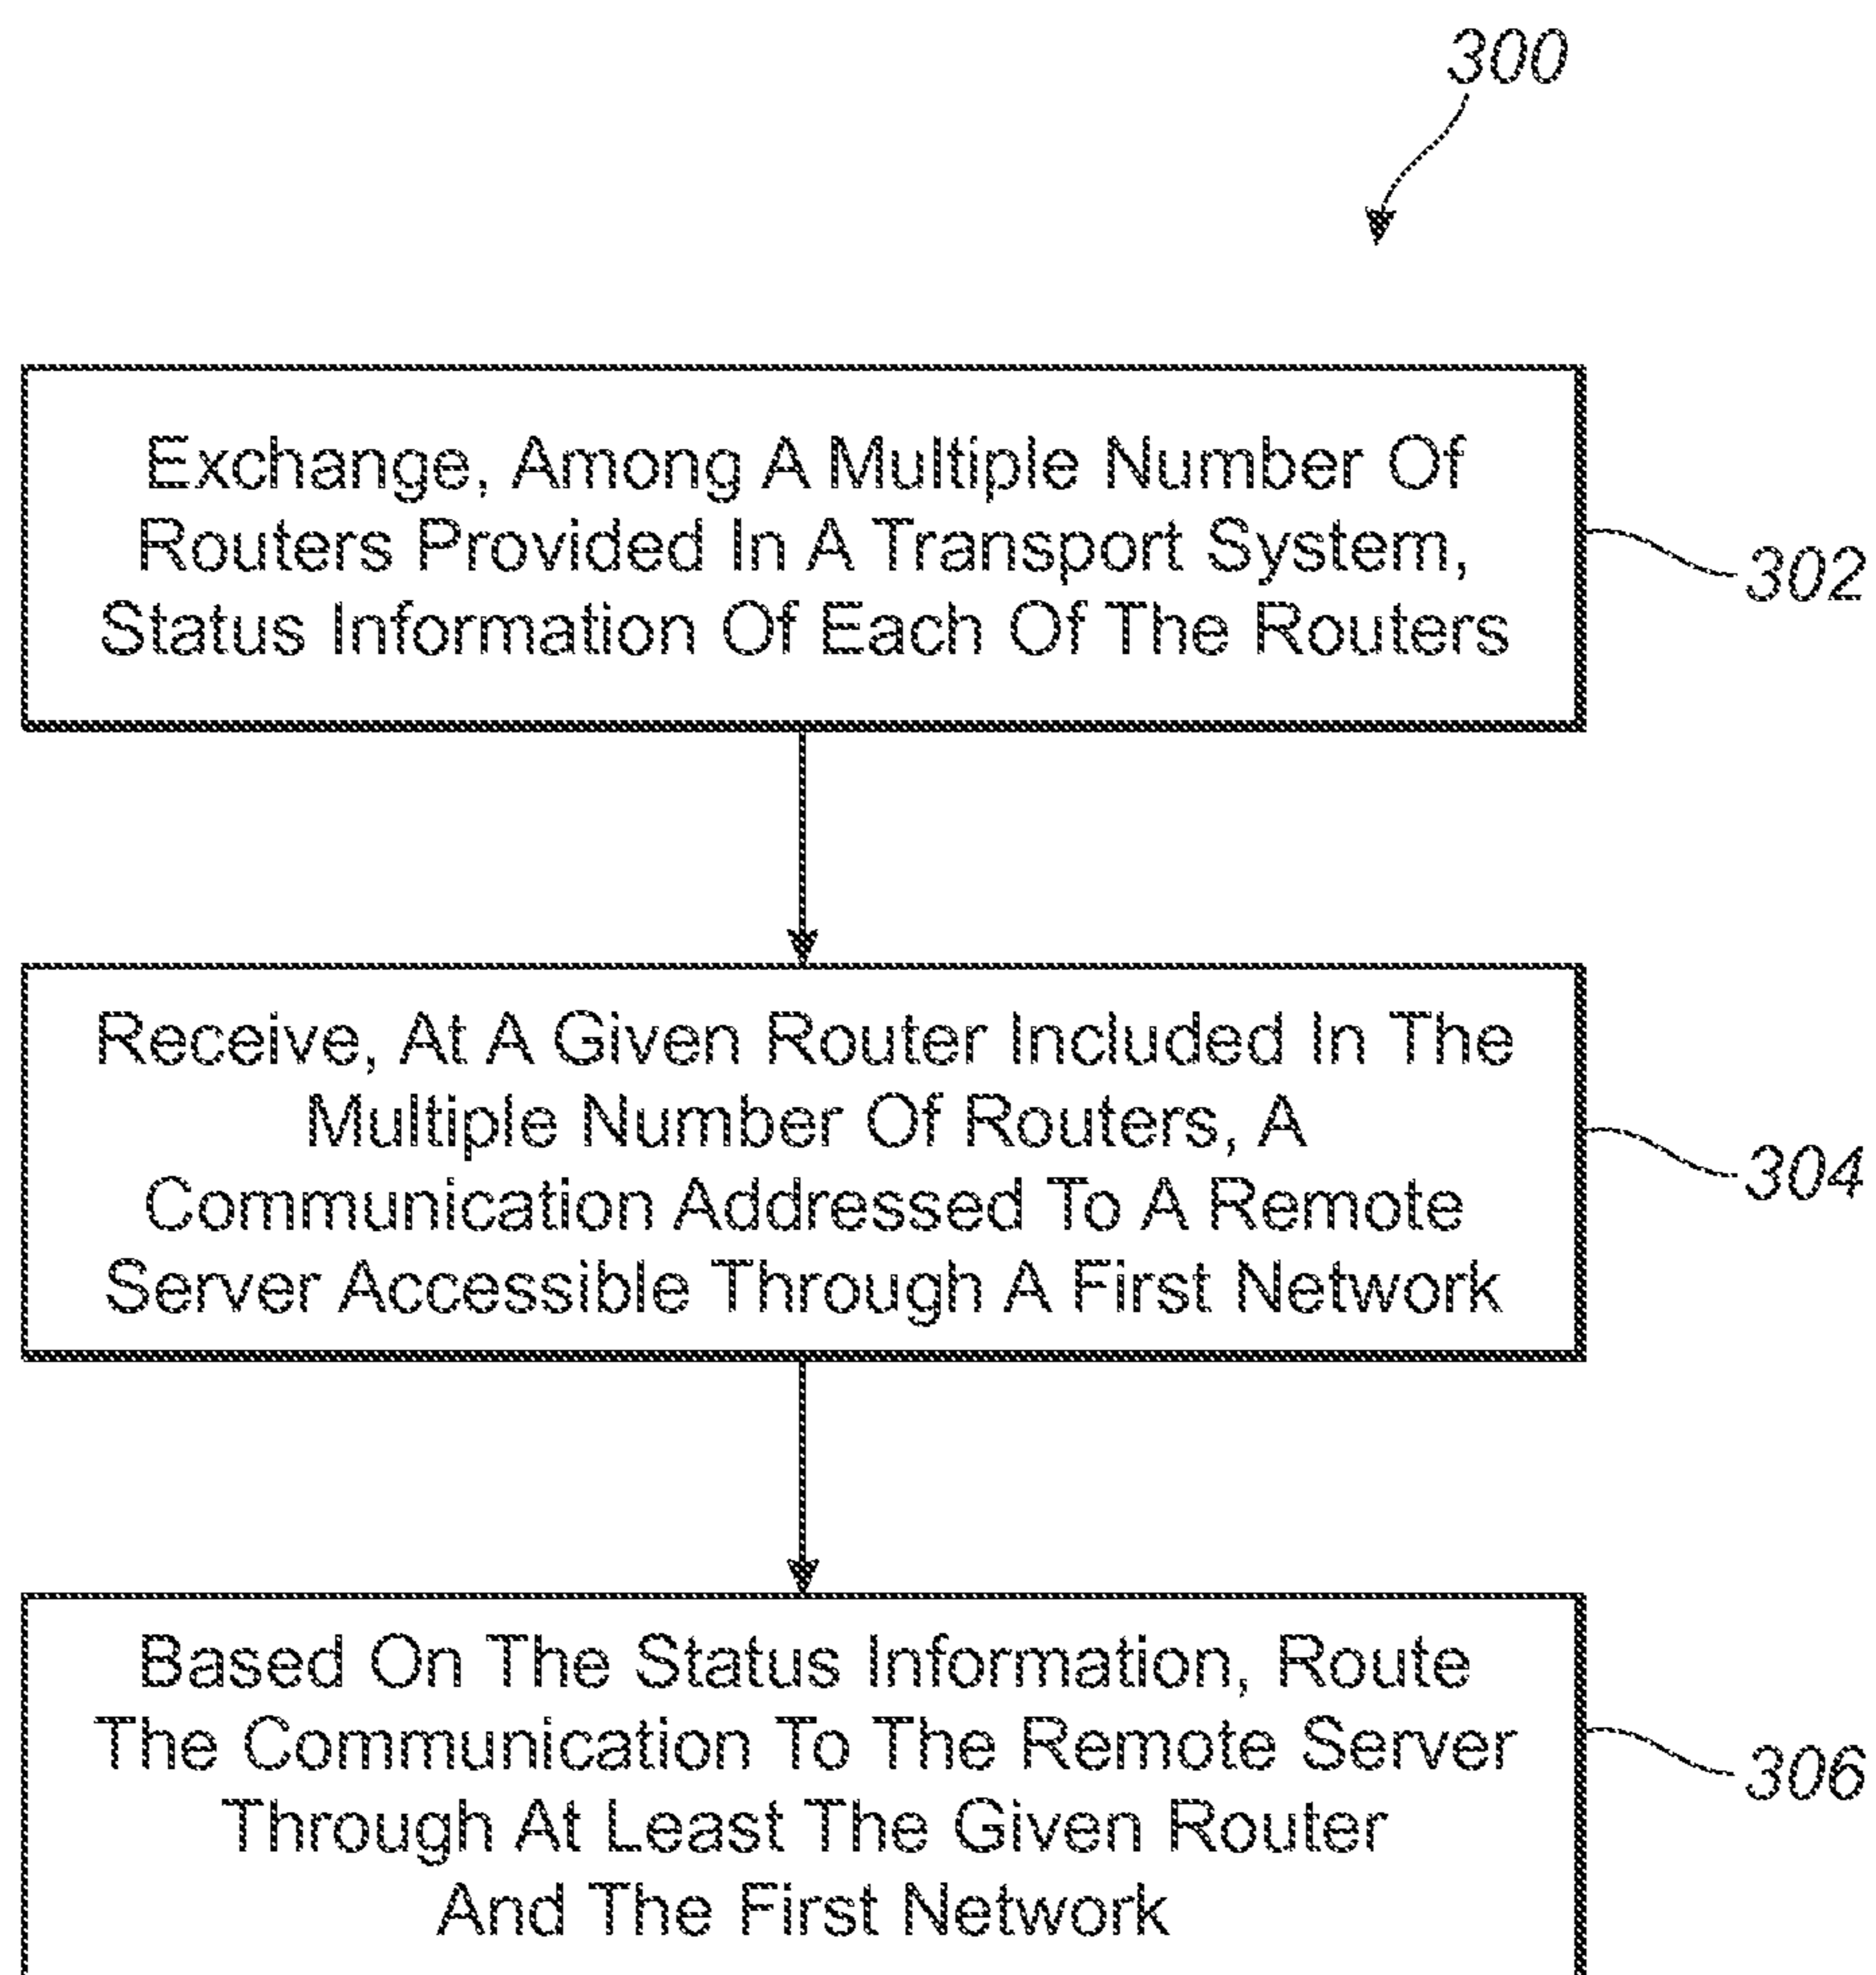 300
Exchange, Among A Multiple Number Of
Routers Provided In A Transport System,
Status Information Of Each Of The Routers
302
Receive, At A Given Router Included In The
Multiple Number Of Routers, A
Communication Addressed To A Remote
Server Accessible Through A First Network
304
Based On The Status Information, Route
The Communication To The Remote Server
Through At Least The Given Router
And The First Network
306